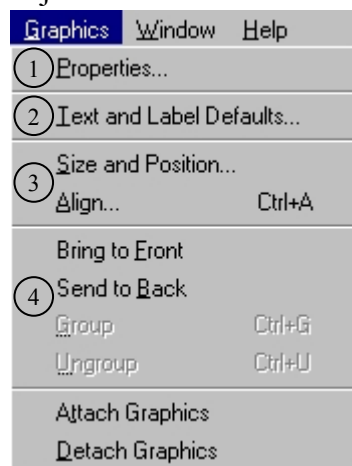 Graphics Window Help
1 Properties...
2 Text and Label Defaults...
3 Size and Position...
Align... Ctrl+A
Bring to Front
4 Send to Back
Group Ctrl+G
Ungroup Ctrl+U
Attach Graphics
Detach Graphics